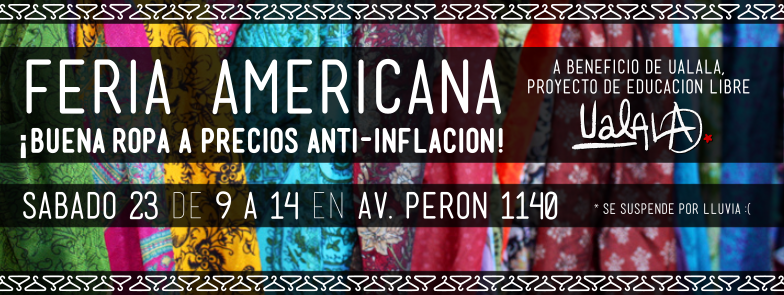 FERIA AMERICANA
¡BUENA ROPA A PRECIOS ANTI-INFLACION!
A BENEFICIO DE UALALA,
PROYECTO DE EDUCACION LIBRE
UalALA
SABADO 23 DE 9 A 14 EN AV. PERON 1140
* SE SUSPENDE POR LLUVIA :(